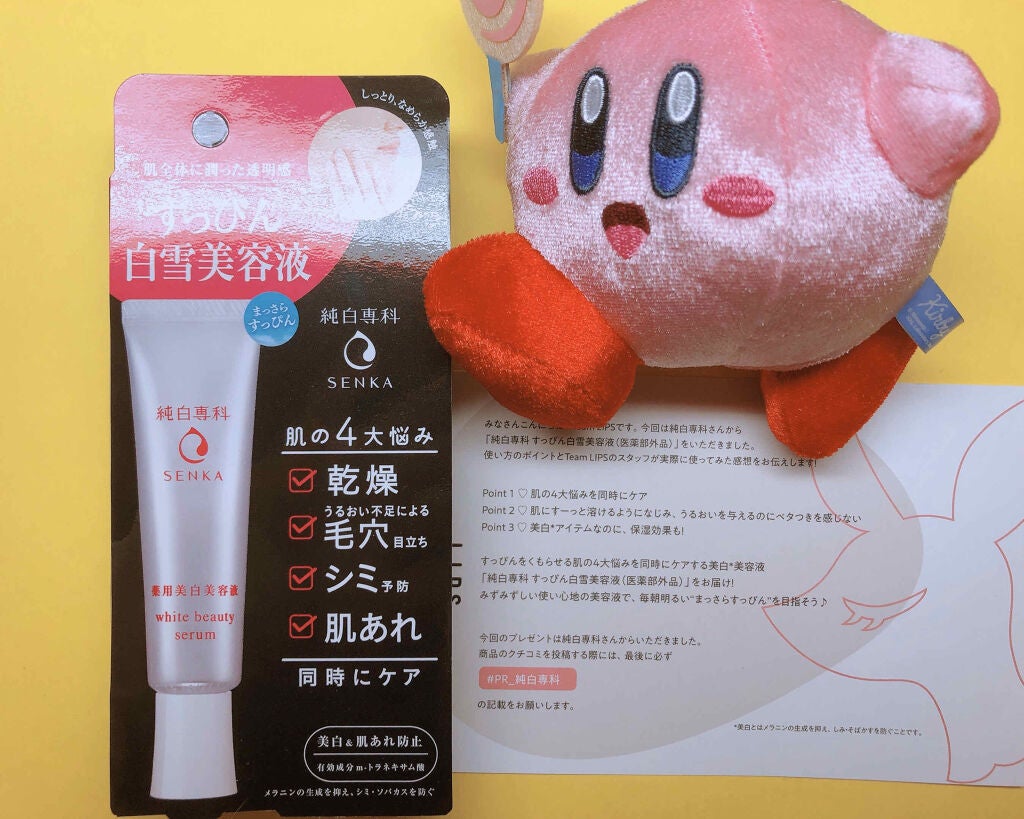 しっとり、なめらか感触
肌全体に潤った透明感
すっぴん
白雪美容液
まっさら
すっぴん
純白専科
SENKA
純白専科
SENKA
薬用美白美容液
white beauty
serum
肌の4大悩み
乾燥
うるおい不足による
毛穴目立ち
シミ予防
肌あれ
同時にケア
美白&肌あれ防止
有効成分m-トラネキサム酸
メラニンの生成を抑え、シミ・ソバカスを防ぐ
Kirby
みなさんこんにちは LIPSです。今回は純白専科さんから
「純白専科 すっぴん白雪美容液(医薬部外品)」をいただきました。
使い方のポイントとTeam LIPSのスタッフが実際に使ってみた感想をお伝えします!
Point 1 ♡ 肌の4大悩みを同時にケア
Point 2 ♡ 肌にすーっと溶けるようになじみ、うるおいを与えるのにベタつきを感じない
Point 3 ♡ 美白*アイテムなのに、保湿効果も!
LIPS
すっぴんをくもらせる肌の4大悩みを同時にケアする美白*美容液
「純白専科 すっぴん白雪美容液(医薬部外品)」をお届け!
みずみずしい使い心地の美容液で、毎朝明るい“まっさらすっぴん”を目指そう♪
今回のプレゼントは純白専科さんからいただきました。
商品のクチコミを投稿する際には、最後に必ず
#PR_純白専科
の記載をお願いします。
*美白とはメラニンの生成を抑え、しみ・そばかすを防ぐことです。